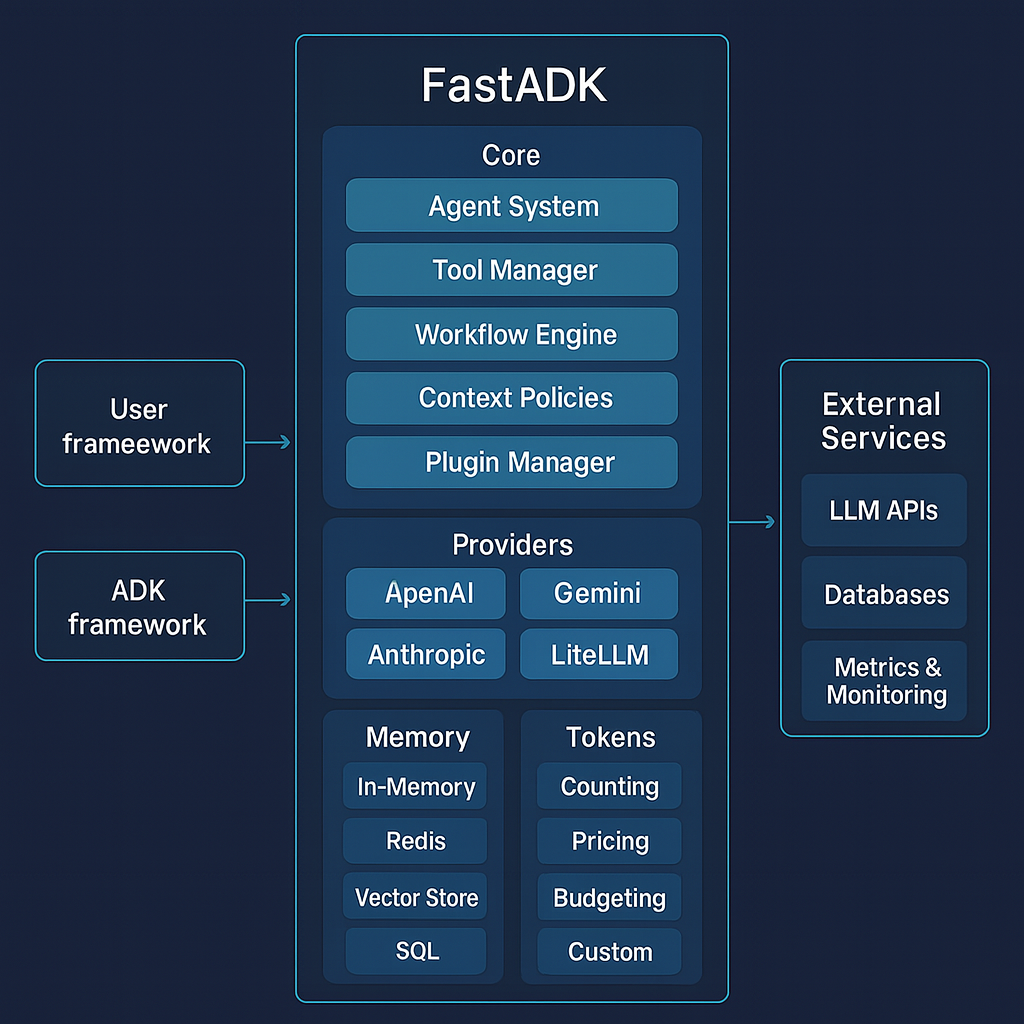 FastADK
Core
Agent System
Tool Manager
Workflow Engine
Context Policies
Plugin Manager
User
frameework
ADK
framework
Providers
ApenAI
Gemini
Anthropic
LiteLLM
Memory
In-Memory
Redis
Vector Store
SQL
Tokens
Counting
Pricing
Budgeting
Custom
External
Services
LLM APIs
Databases
Metrics &
Monitoring